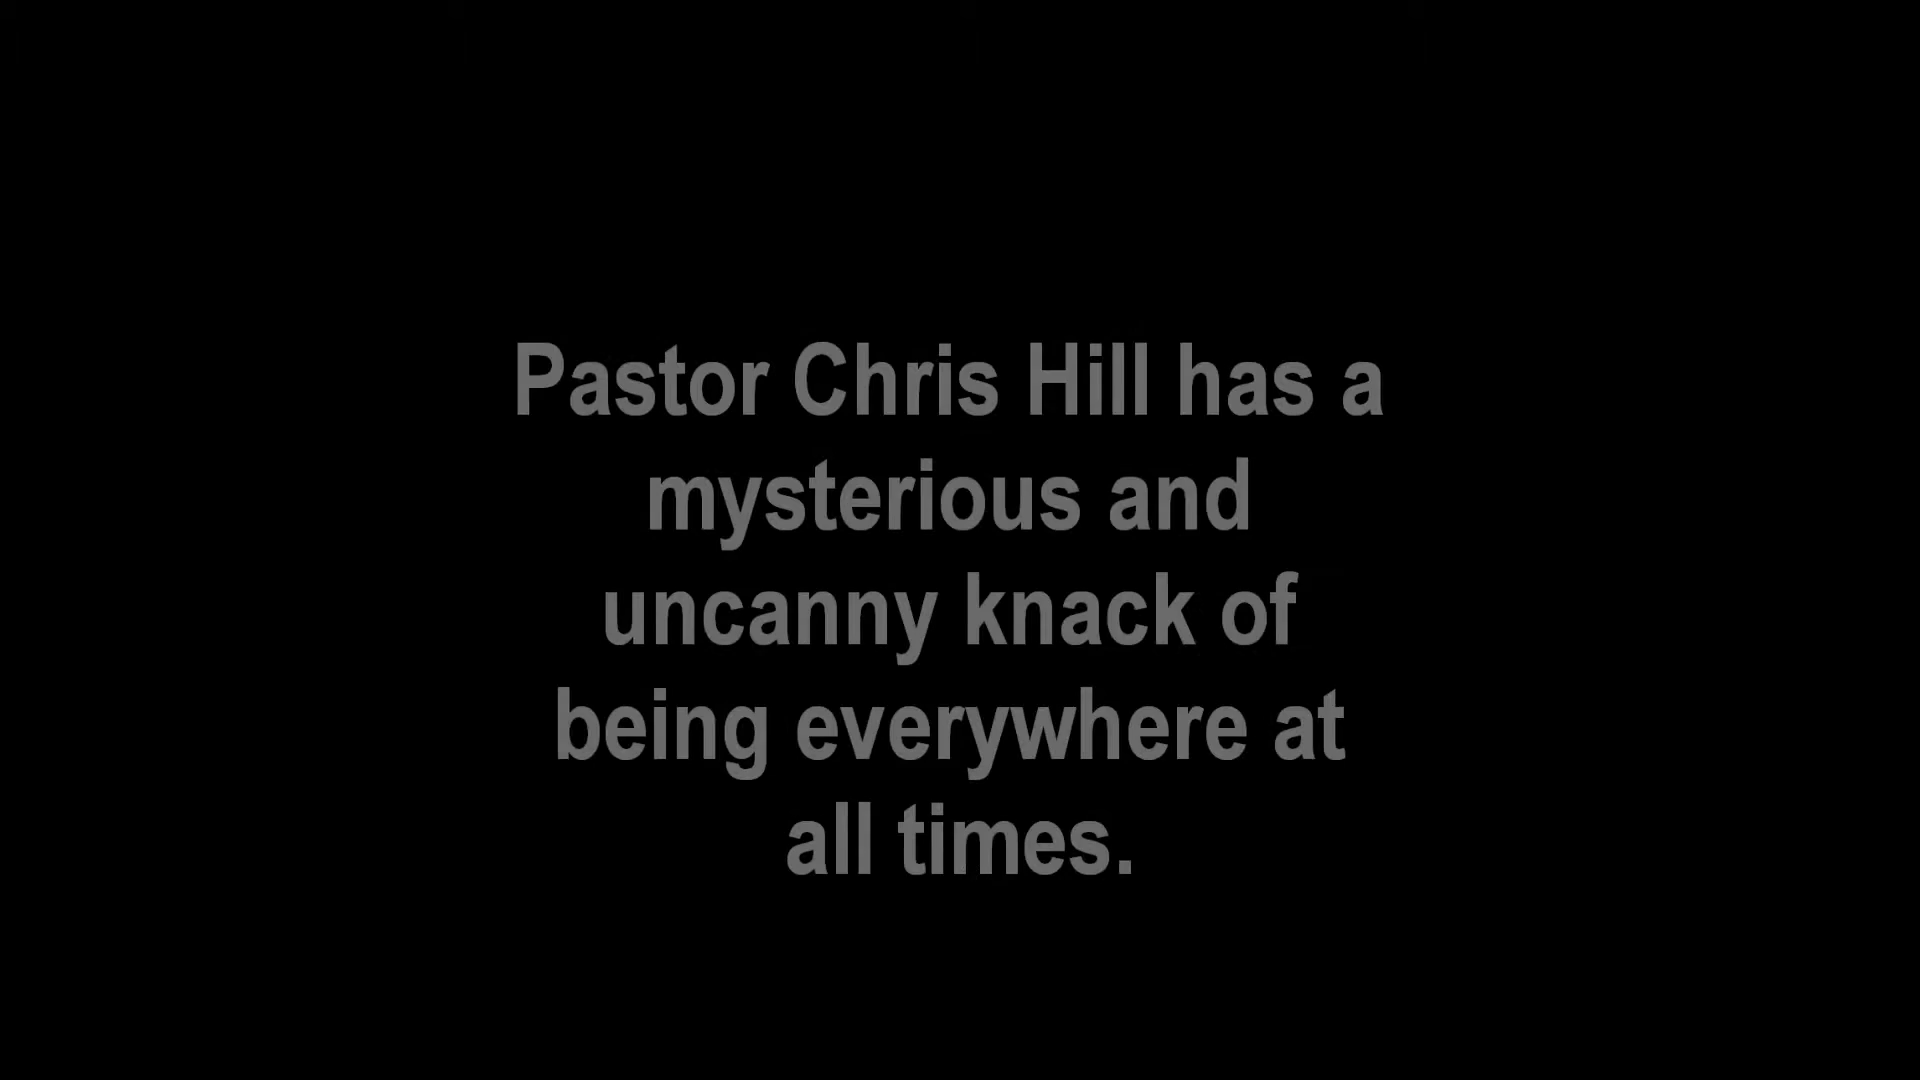 Pastor Chris Hill has a
mysterious and
uncanny knack of
being everywhere at
all times.